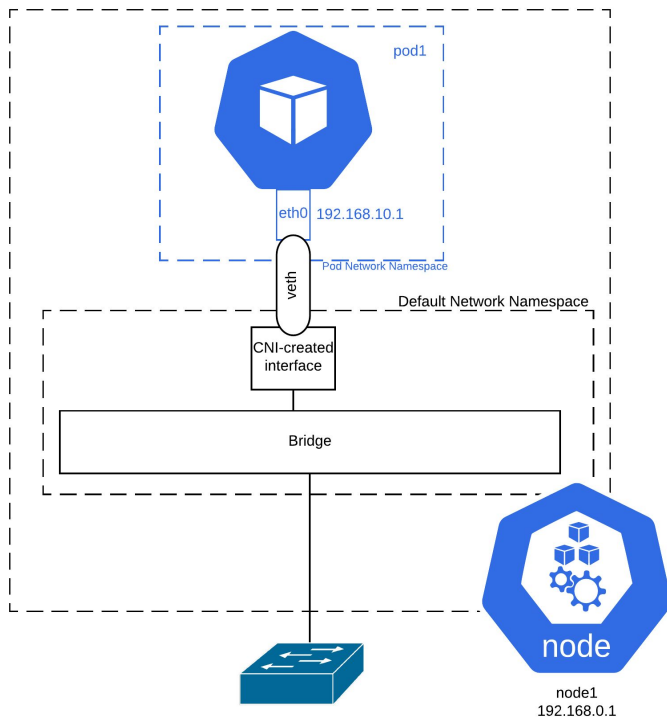 pod1
eth0
192.168.10.1
Pod Network Namespace
veth
Default Network Namespace
CNI-created
interface
Bridge
node
node1
192.168.0.1